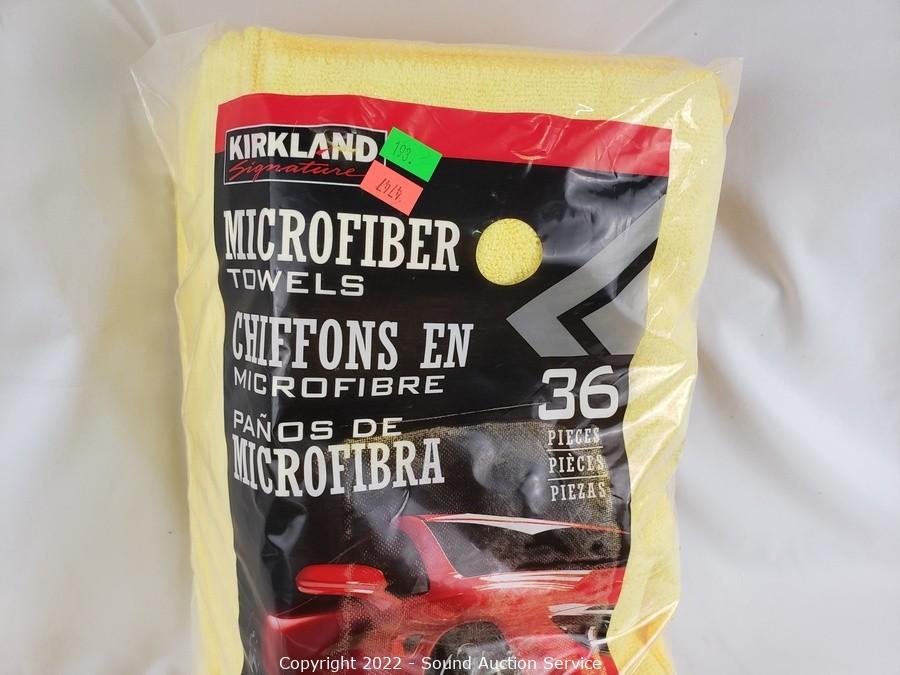 KIRKLAND
Signature
193.
MICROFIBER
TOWELS
CHIFFONS EN
MICROFIBRE
PAÑOS DE
MICROFIBRA
36
PIECES
PIÈCES
PIEZAS
Copyright 2022 - Sound Auction Service